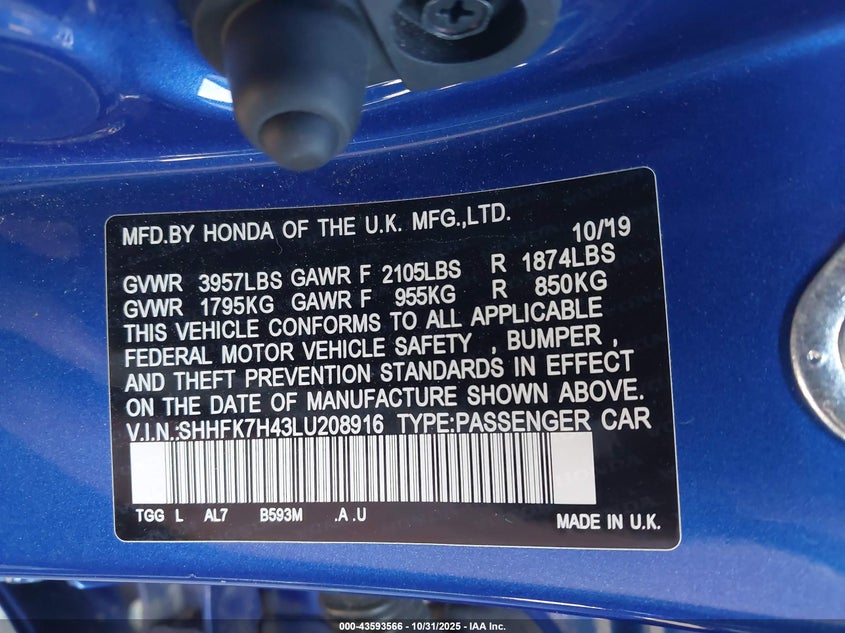 MFD.BY HONDA OF THE U.K. MFG.,LTD. 10/'19
GVWR 3957LBS GAWR F 2105LBS R 1874LBS
GVWR 1795KG GAWR F 955KG R 850KG
THIS VEHICLE CONFORMS TO ALL APPLICABLE
FEDERAL MOTOR VEHICLE SAFETY , BUMPER ,
AND THEFT PREVENTION STANDARDS IN EFFECT
ON THE DATE OF MANUFACTURE SHOWN ABOVE.
V.I.N.:SHHFK7H43LU208916 TYPE:PASSENGER CAR
TGG L AL7 B593M .A .U
MADE IN U.K.
000-43593566 - 10/31/2025 - IAA Inc.